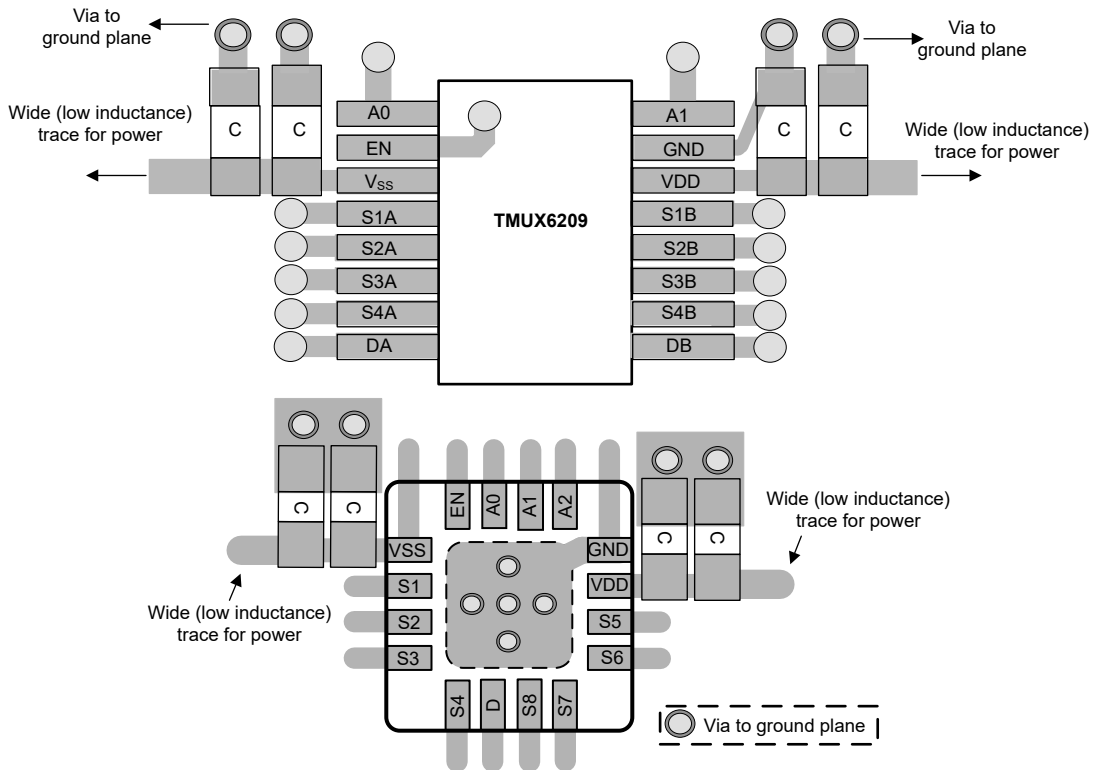 Via to
ground plane
Via to
ground plane
Wide (low inductance)
trace for power
C
C
A0
EN
VSS
S1A
S2A
S3A
S4A
DA
TMUX6209
A1
GND
VDD
S1B
S2B
S3B
S4B
DB
C
C
Wide (low inductance)
trace for power
C
C
EN
A0
A1
A2
C
C
Wide (low inductance)
trace for power
VSS
S1
S2
S3
GND
VDD
S5
S6
Wide (low inductance)
trace for power
S4
D
S8
S7
Via to ground plane